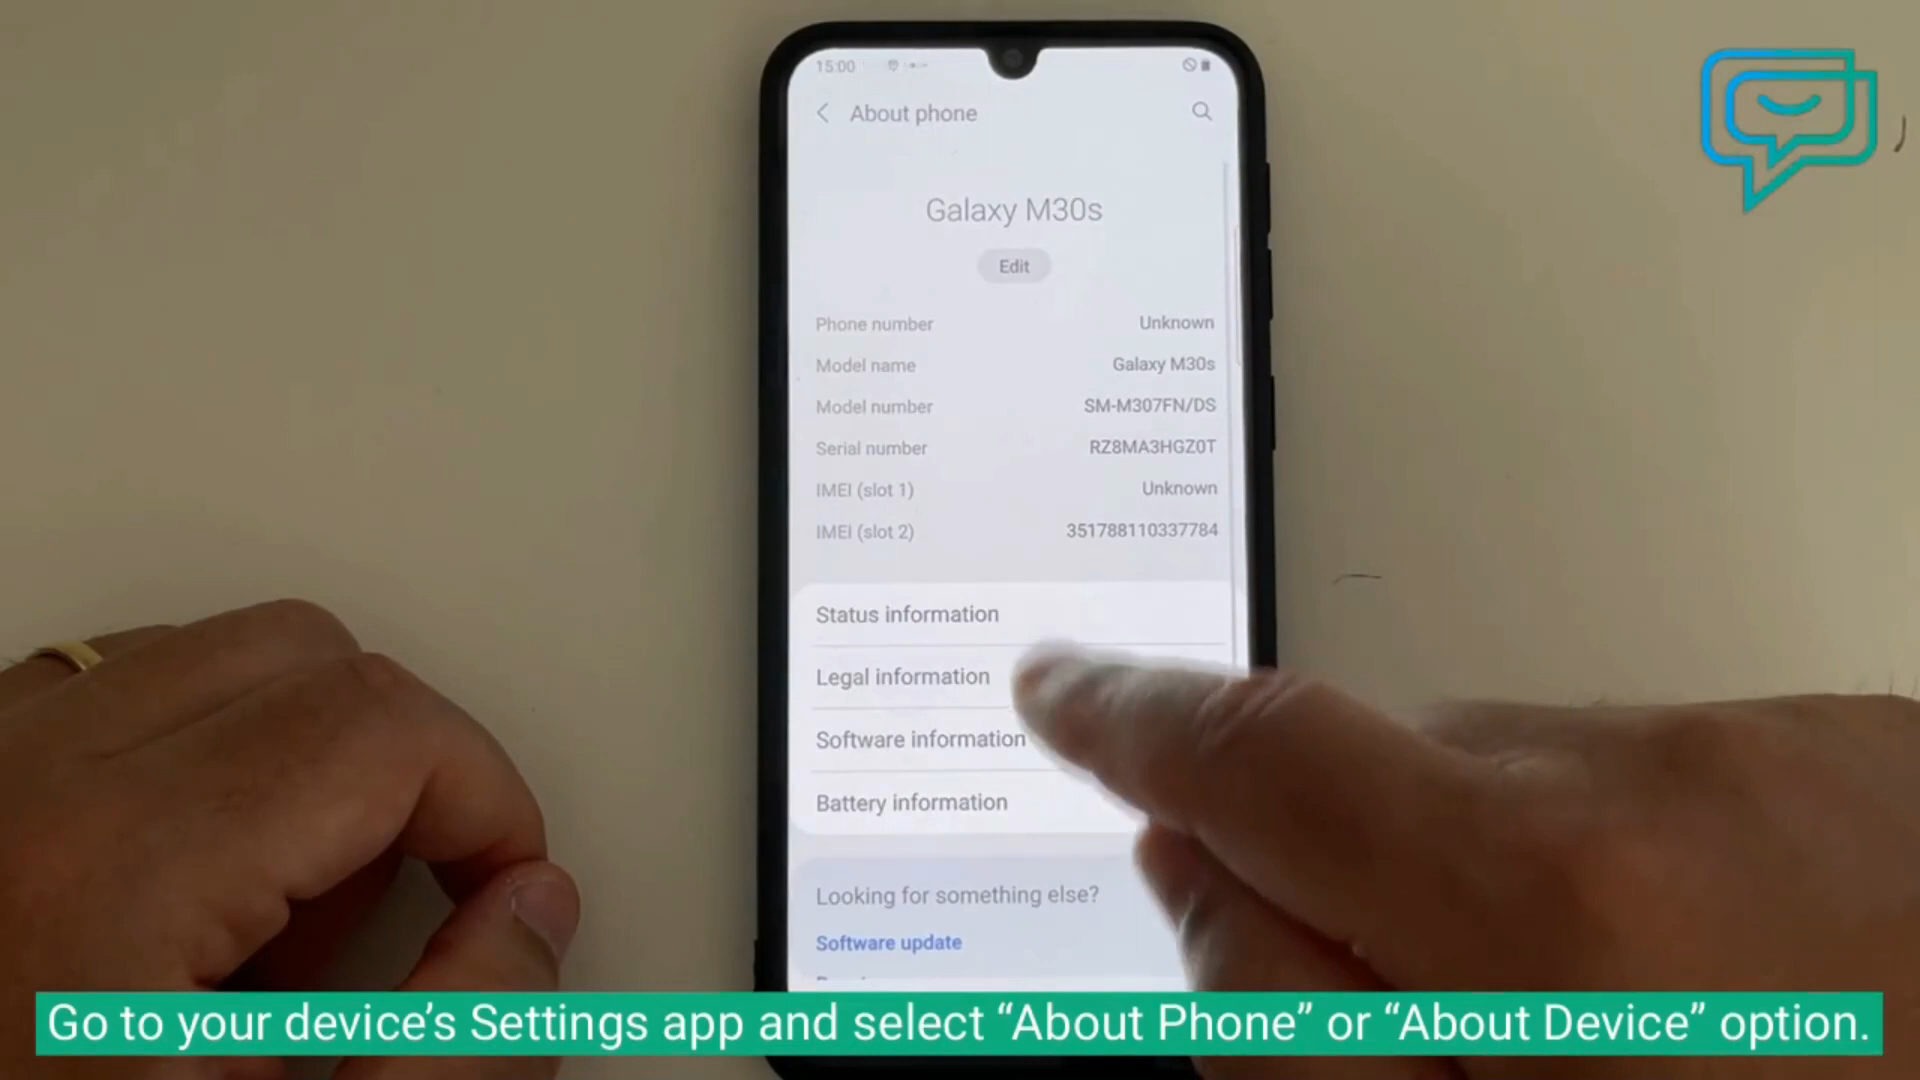 15:00
About phone
Galaxy M30s
Edit
Phone number Unknown
Model name Galaxy M30s
Model number SM-M307FN/DS
Serial number RZ8MA3HGZ0T
IMEI (slot 1) Unknown
IMEI (slot 2) 351788110337784
Status information
Legal information
Software information
Battery information
Looking for something else?
Software update
Go to your device’s Settings app and select “About Phone” or “About Device” option.